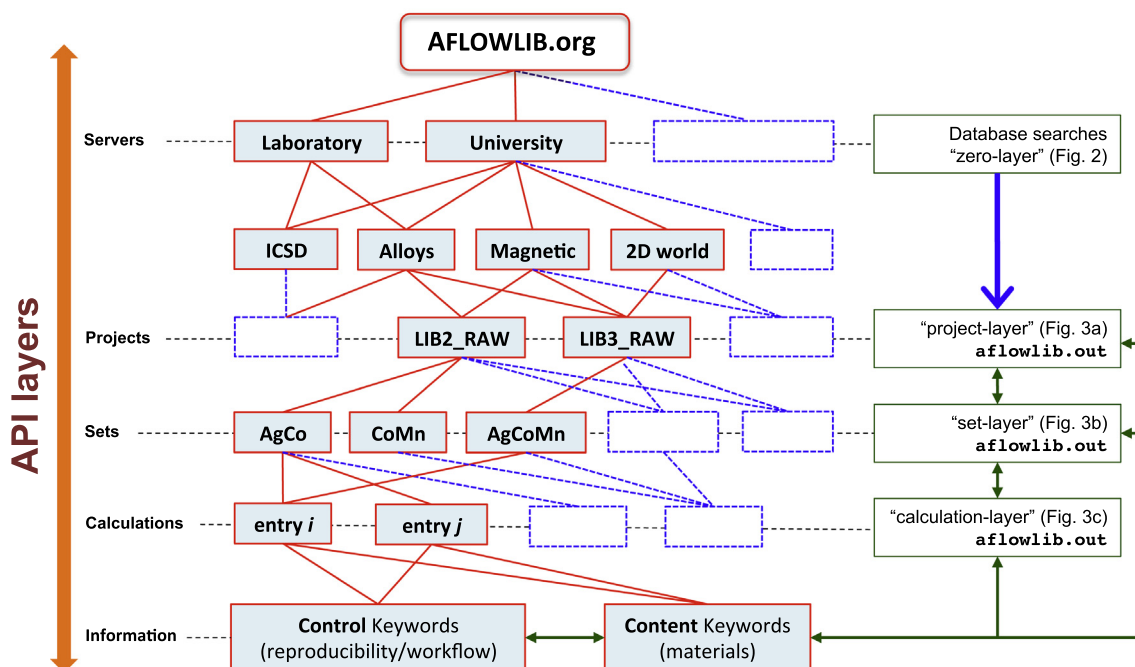 AFLOWLIB.org
API layers
Servers
Laboratory
University
Database searches
“zero-layer” (Fig. 2)
ICSD
Alloys
Magnetic
2D world
Projects
LIB2_RAW
LIB3_RAW
“project-layer” (Fig. 3a)
aflowlib.out
Sets
AgCo
CoMn
AgCoMn
“set-layer” (Fig. 3b)
aflowlib.out
Calculations
entry i
entry j
“calculation-layer” (Fig. 3c)
aflowlib.out
Information
Control Keywords
(reproducibility/workflow)
Content Keywords
(materials)